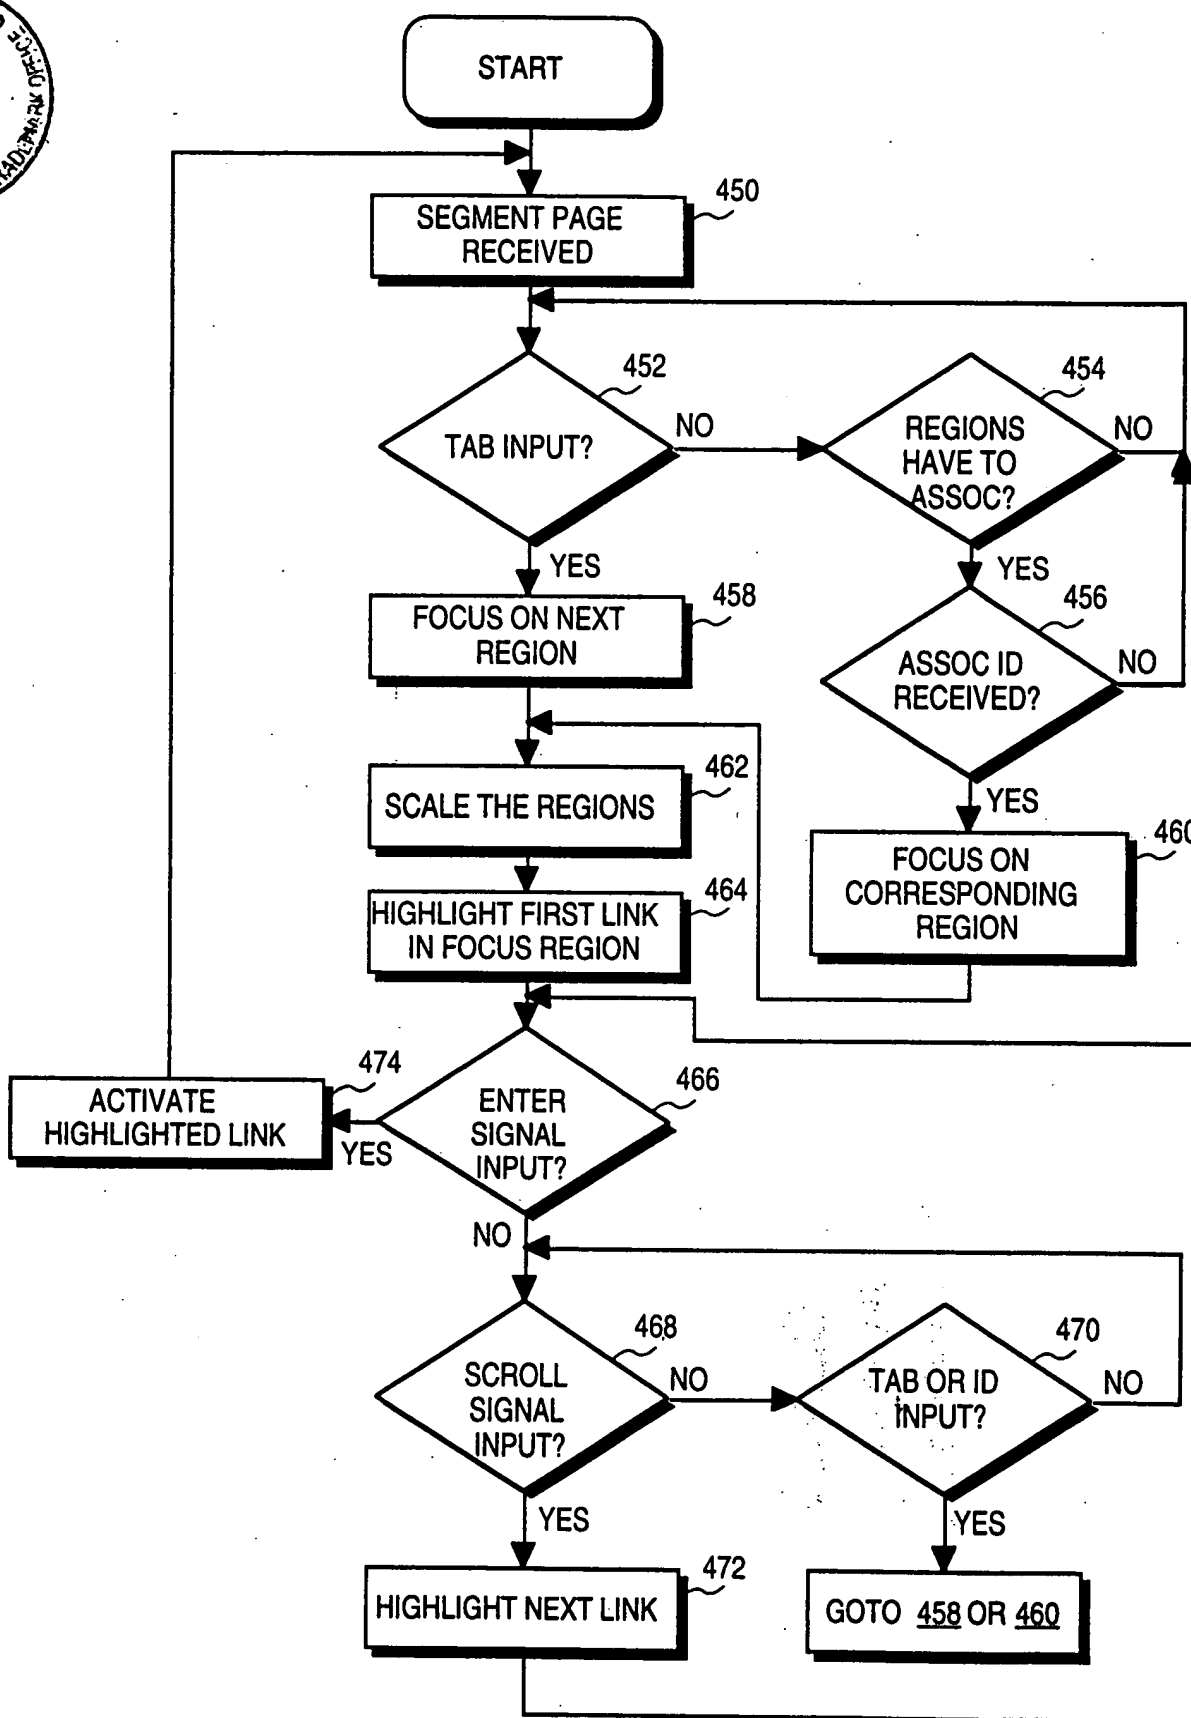 START
450
SEGMENT PAGE
RECEIVED
452
TAB INPUT?
NO
454
REGIONS
HAVE TO
ASSOC?
NO
YES
YES
458
FOCUS ON NEXT
REGION
456
ASSOC ID
RECEIVED?
NO
YES
462
SCALE THE REGIONS
460
FOCUS ON
CORRESPONDING
REGION
464
HIGHLIGHT FIRST LINK
IN FOCUS REGION
474
ACTIVATE
HIGHLIGHTED LINK
YES
466
ENTER
SIGNAL
INPUT?
NO
468
SCROLL
SIGNAL
INPUT?
NO
470
TAB OR ID
INPUT?
NO
YES
YES
472
HIGHLIGHT NEXT LINK
GOTO 458 OR 460